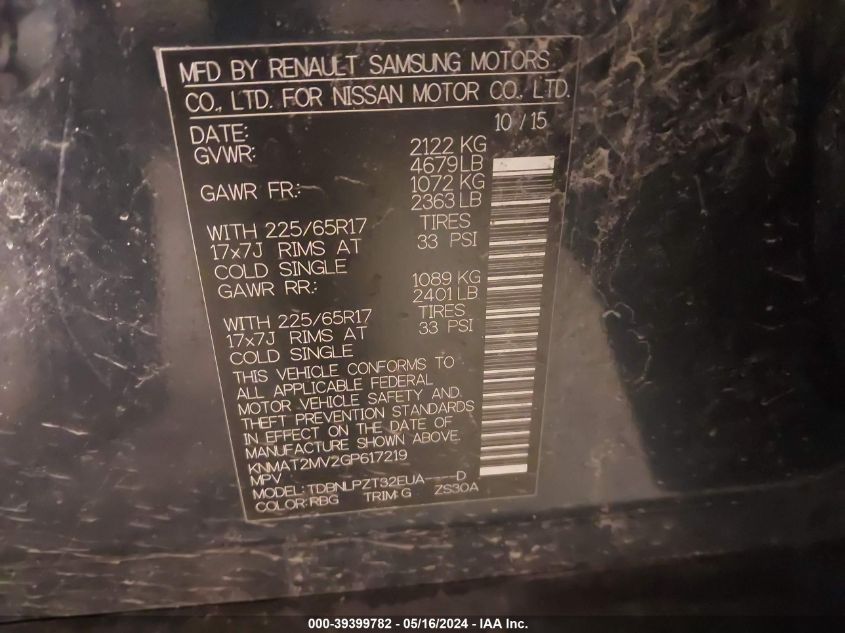 MFD BY RENAULT SAMSUNG MOTORS
CO., LTD. FOR NISSAN MOTOR CO., LTD.
DATE: 10 / 15
GVWR: 2122 KG
4679 LB
GAWR FR: 1072 KG
2363 LB
WITH 225/65R17 TIRES
17x7J RIMS AT 33 PSI
COLD SINGLE
GAWR RR: 1089 KG
2401 LB
WITH 225/65R17 TIRES
17x7J RIMS AT 33 PSI
COLD SINGLE
THIS VEHICLE CONFORMS TO
ALL APPLICABLE FEDERAL
MOTOR VEHICLE SAFETY AND
THEFT PREVENTION STANDARDS
IN EFFECT ON THE DATE OF
MANUFACTURE SHOWN ABOVE.
KNMAT2MV2GP617219
MPV
MODEL: TDBNLPZT32EUA----D
COLOR: RBG TRIM: G ZS30A
000-39399782 - 05/16/2024 - IAA Inc.